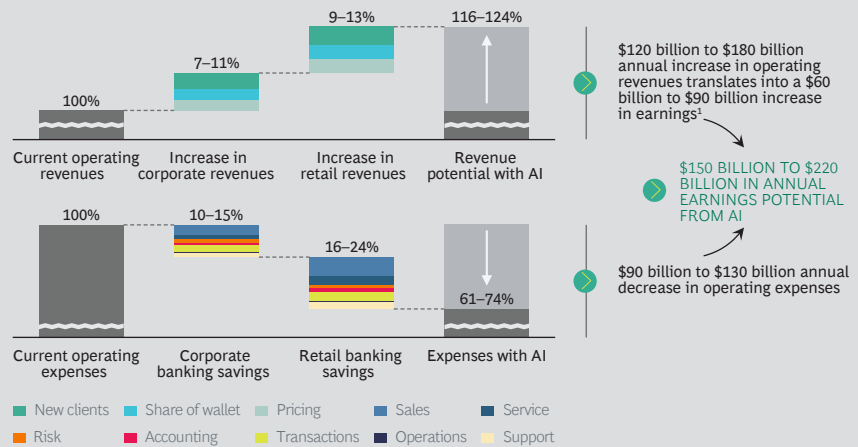 9–13%
116–124%
7–11%
100%
Current operating
revenues
Increase in
corporate revenues
Increase in
retail revenues
Revenue
potential with AI
$120 billion to $180 billion
annual increase in operating
revenues translates into a $60
billion to $90 billion increase
in earnings¹
$150 BILLION TO $220
BILLION IN ANNUAL
EARNINGS POTENTIAL
FROM AI
100%
10–15%
16–24%
61–74%
Current operating
expenses
Corporate
banking savings
Retail banking
savings
Expenses with AI
$90 billion to $130 billion annual
decrease in operating expenses
New clients Share of wallet Pricing Sales Service
Risk Accounting Transactions Operations Support